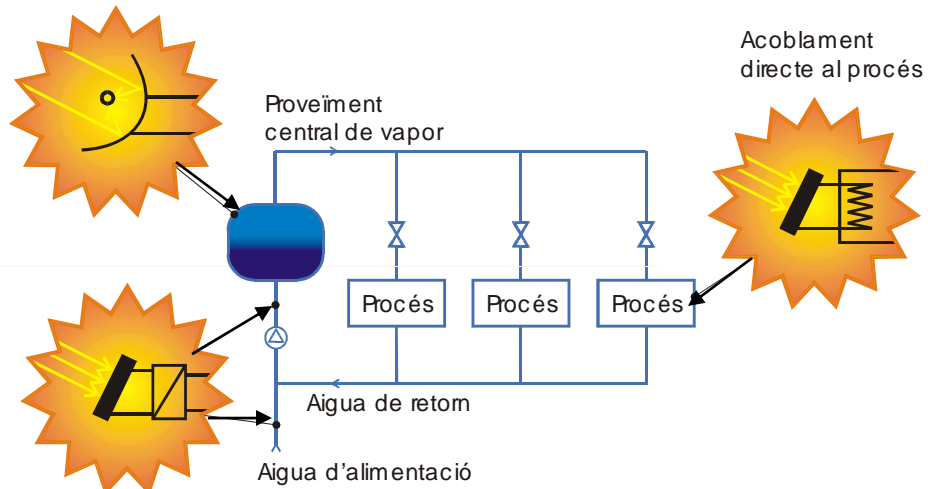 Acoblament
directe al procés
Proveïment
central de vapor
Procés
Procés
Procés
Aigua de retorn
Aigua d'alimentació